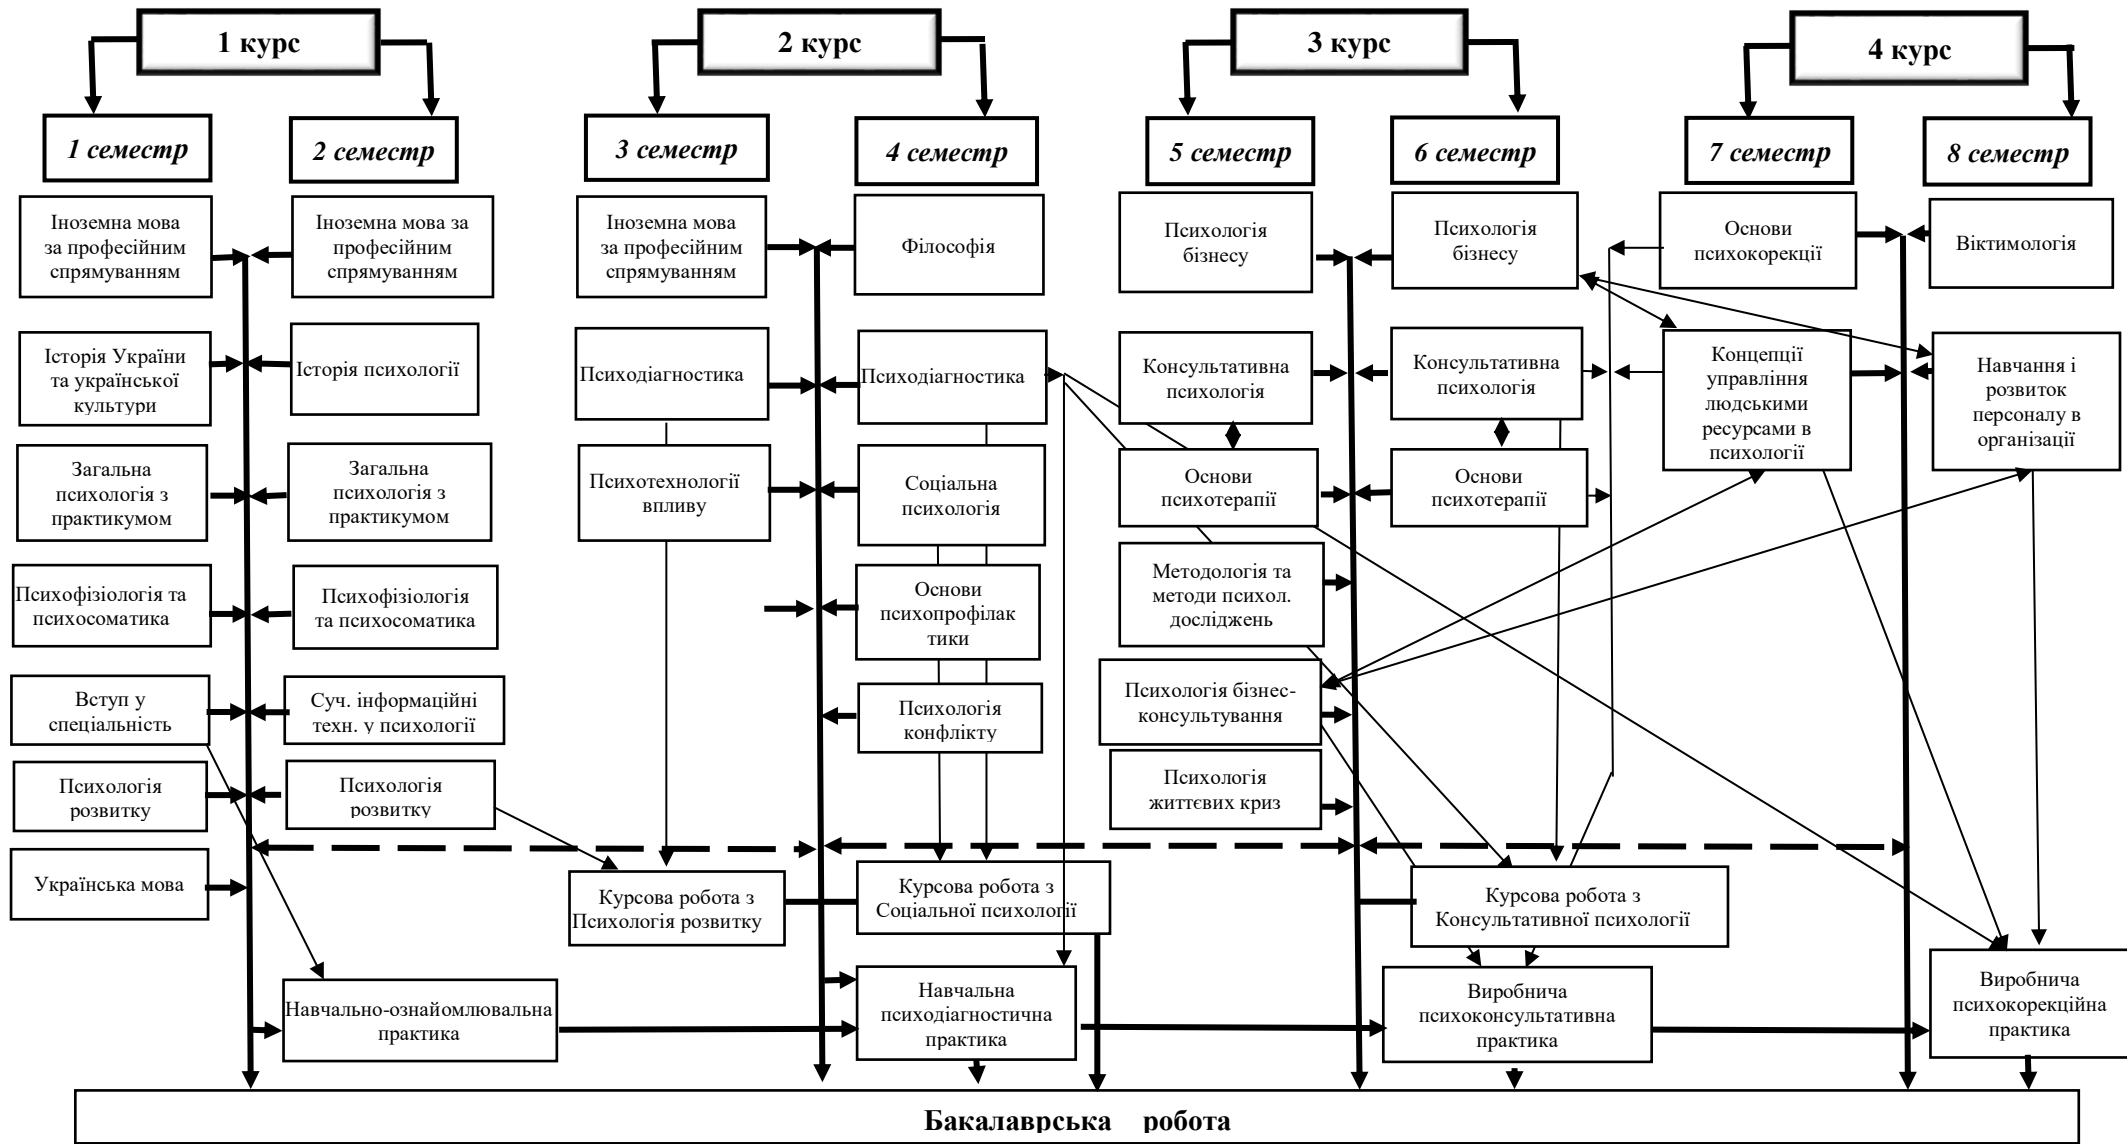 1 курс
2 курс
3 курс
4 курс
1 семестр
2 семестр
3 семестр
4 семестр
5 семестр
6 семестр
7 семестр
8 семестр
Іноземна мова
за професійним
спрямуванням
Іноземна мова за
професійним
спрямуванням
Іноземна мова
за професійним
спрямуванням
Філософія
Психологія
бізнесу
Психологія
бізнесу
Основи
психокорекції
Віктимологія
Історія України
та української
культури
Історія психології
Психодіагностика
Психодіагностика
Консультативна
психологія
Консультативна
психологія
Концепції
управління
людськими
ресурсами в
психології
Навчання і
розвиток
персоналу в
організації
Загальна
психологія з
практикумом
Загальна
психологія з
практикумом
Психотехнології
впливу
Соціальна
психологія
Основи
психотерапії
Основи
психотерапії
Психофізіологія та
психосоматика
Психофізіологія
та психосоматика
Основи
психопрофілак
тики
Методологія та
методи психол.
досліджень
Вступ у
спеціальність
Суч. інформаційні
техн. у психології
Психологія
конфлікту
Психологія бізнес-
консультування
Психологія
розвитку
Психологія
розвитку
Психологія
життєвих криз
Українська мова
Курсова робота з
Психологія розвитку
Курсова робота з
Соціальної психології
Курсова робота з
Консультативної психології
Навчально-ознайомлювальна
практика
Навчальна
психодіагностична
практика
Виробнича
психоконсультативна
практика
Виробнича
психокорекційна
практика
Бакалаврська робота